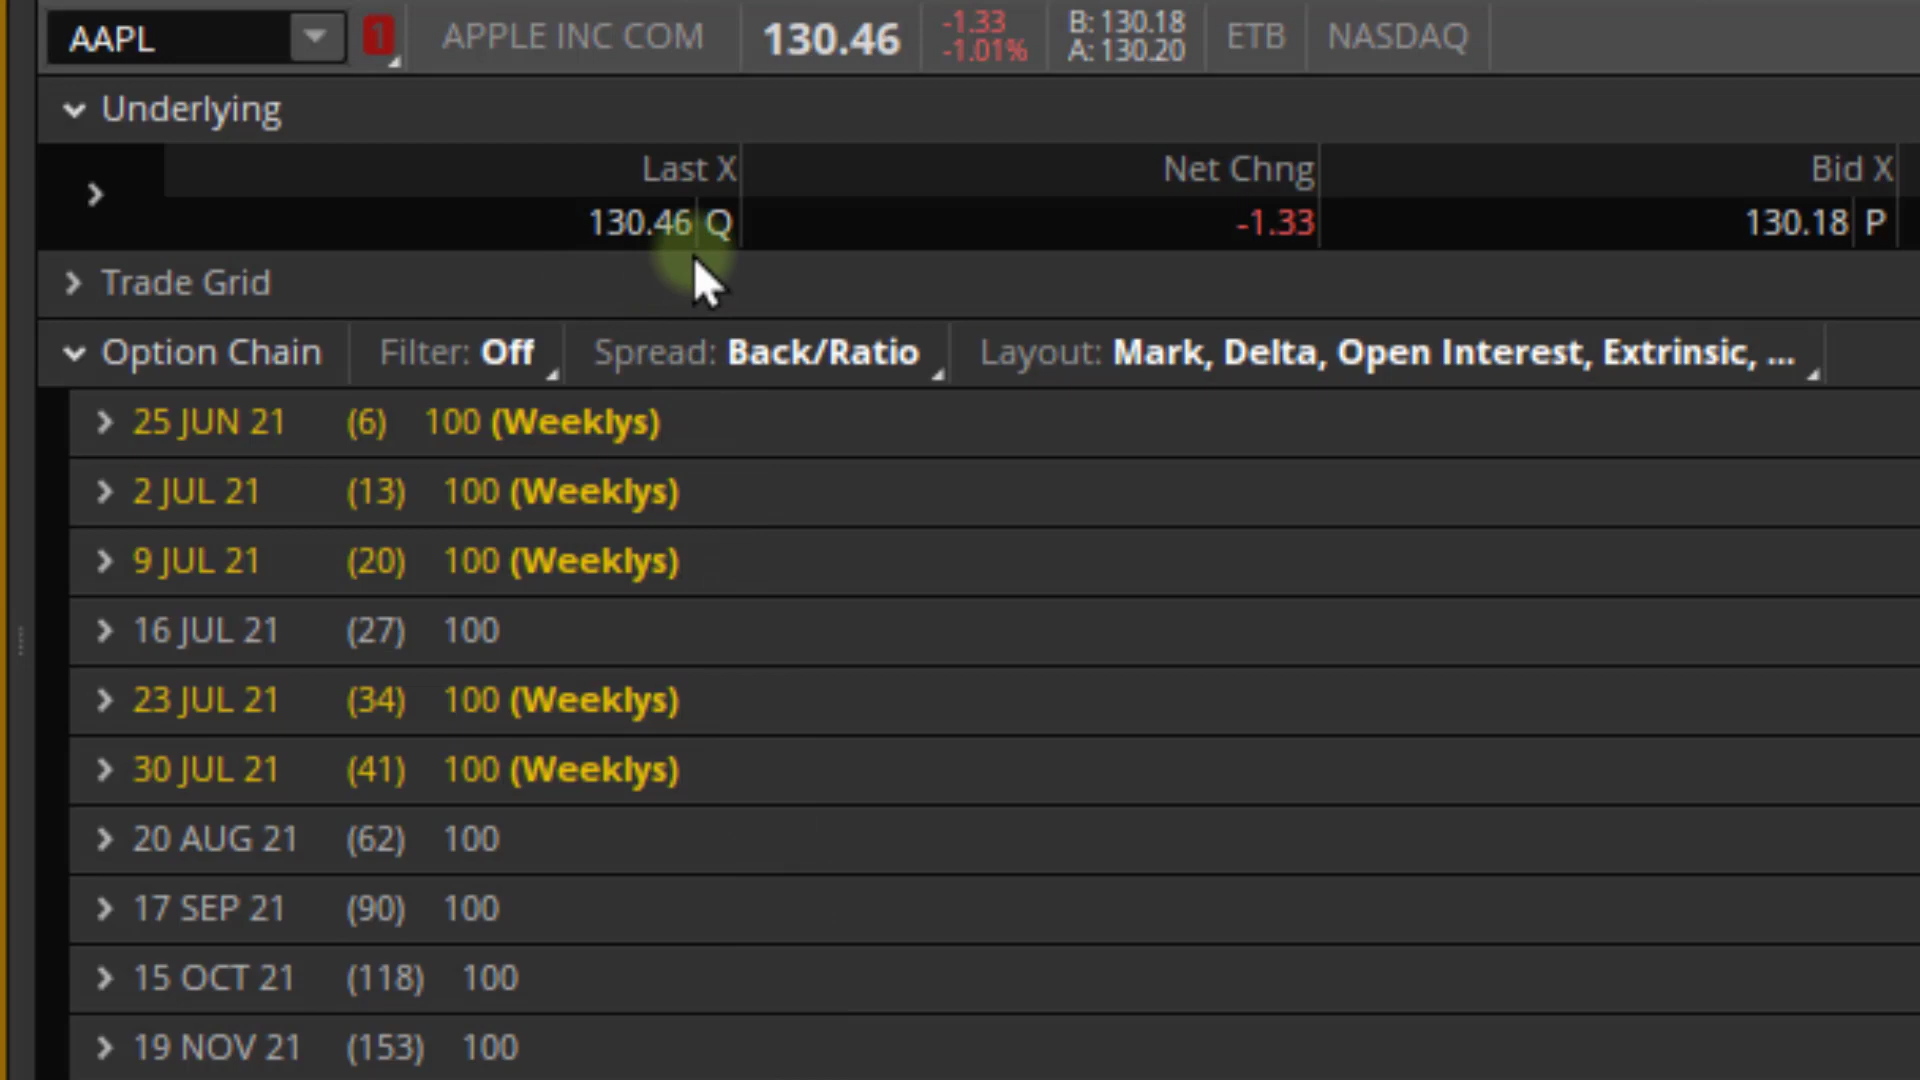 AAPL 1 APPLE INC COM 130.46 -1.33 -1.01% B: 130.18 A: 130.20 ETB NASDAQ
Underlying
Last X Net Chng Bid X
130.46 Q -1.33 130.18 P
Trade Grid
Option Chain Filter: Off Spread: Back/Ratio Layout: Mark, Delta, Open Interest, Extrinsic, ...
25 JUN 21 (6) 100 (Weeklys)
2 JUL 21 (13) 100 (Weeklys)
9 JUL 21 (20) 100 (Weeklys)
16 JUL 21 (27) 100
23 JUL 21 (34) 100 (Weeklys)
30 JUL 21 (41) 100 (Weeklys)
20 AUG 21 (62) 100
17 SEP 21 (90) 100
15 OCT 21 (118) 100
19 NOV 21 (153) 100